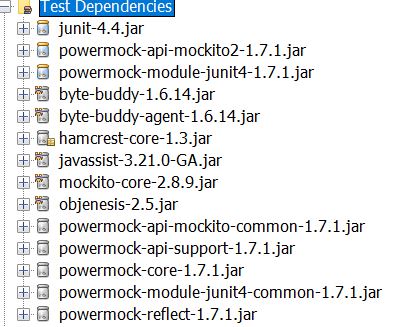 Test Dependencies
junit-4.4.jar
powermock-api-mockito2-1.7.1.jar
powermock-module-junit4-1.7.1.jar
byte-buddy-1.6.14.jar
byte-buddy-agent-1.6.14.jar
hamcrest-core-1.3.jar
javassist-3.21.0-GA.jar
mockito-core-2.8.9.jar
objenesis-2.5.jar
powermock-api-mockito-common-1.7.1.jar
powermock-api-support-1.7.1.jar
powermock-core-1.7.1.jar
powermock-module-junit4-common-1.7.1.jar
powermock-reflect-1.7.1.jar